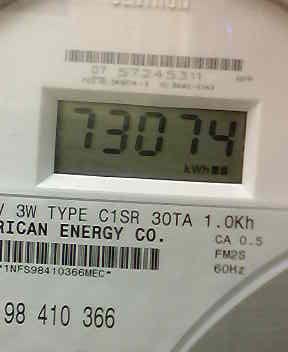 07 57245311
73074
kWh
V 3W TYPE C1SR 30TA 1.0Kh
RICAN ENERGY CO.
CA 0.5
FM2S
*1NFS98410366MEC*
60Hz
98 410 366